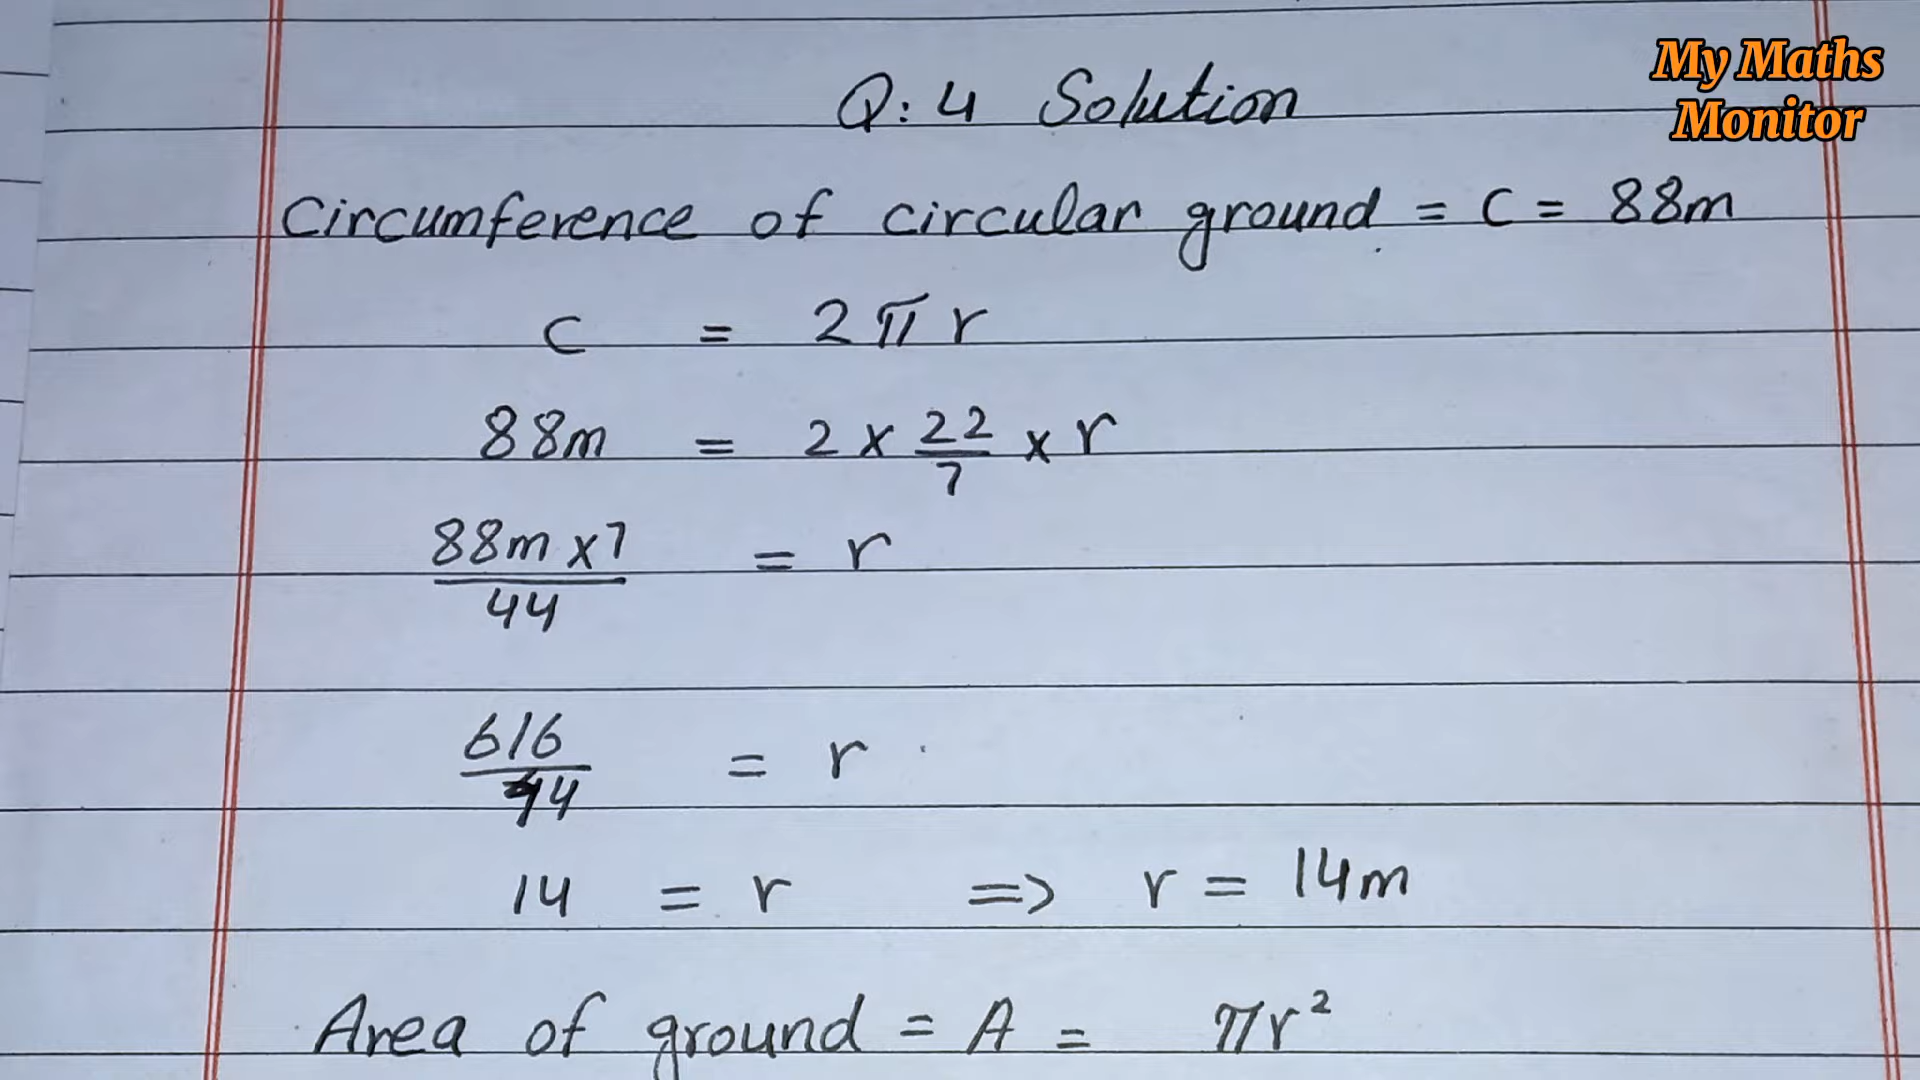 My Maths
Monitor
Q:4 Solution
Circumference of circular ground = C = 88m
C = 2πr
88m = 2 × 22/7 × r
88m×7/44 = r
616/44 = r
14 = r => r = 14m
Area of ground = A = πr²